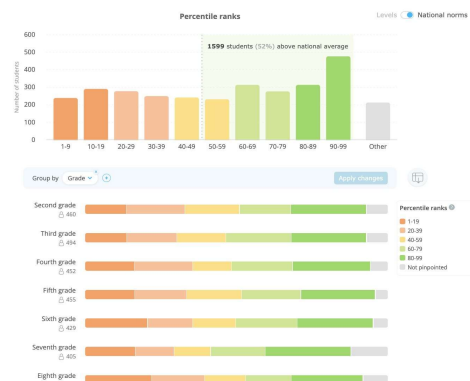 Percentile ranks
Levels National norms
Number of students
600
500
400
300
200
100
0
1599 students (52%) above national average
1-9 10-19 20-29 30-39 40-49 50-59 60-69 70-79 80-89 90-99 Other
Group by Grade Apply changes
Second grade
460
Third grade
494
Fourth grade
452
Fifth grade
455
Sixth grade
429
Seventh grade
405
Eighth grade
Percentile ranks
1-19
20-39
40-59
60-79
80-99
Not pinpointed